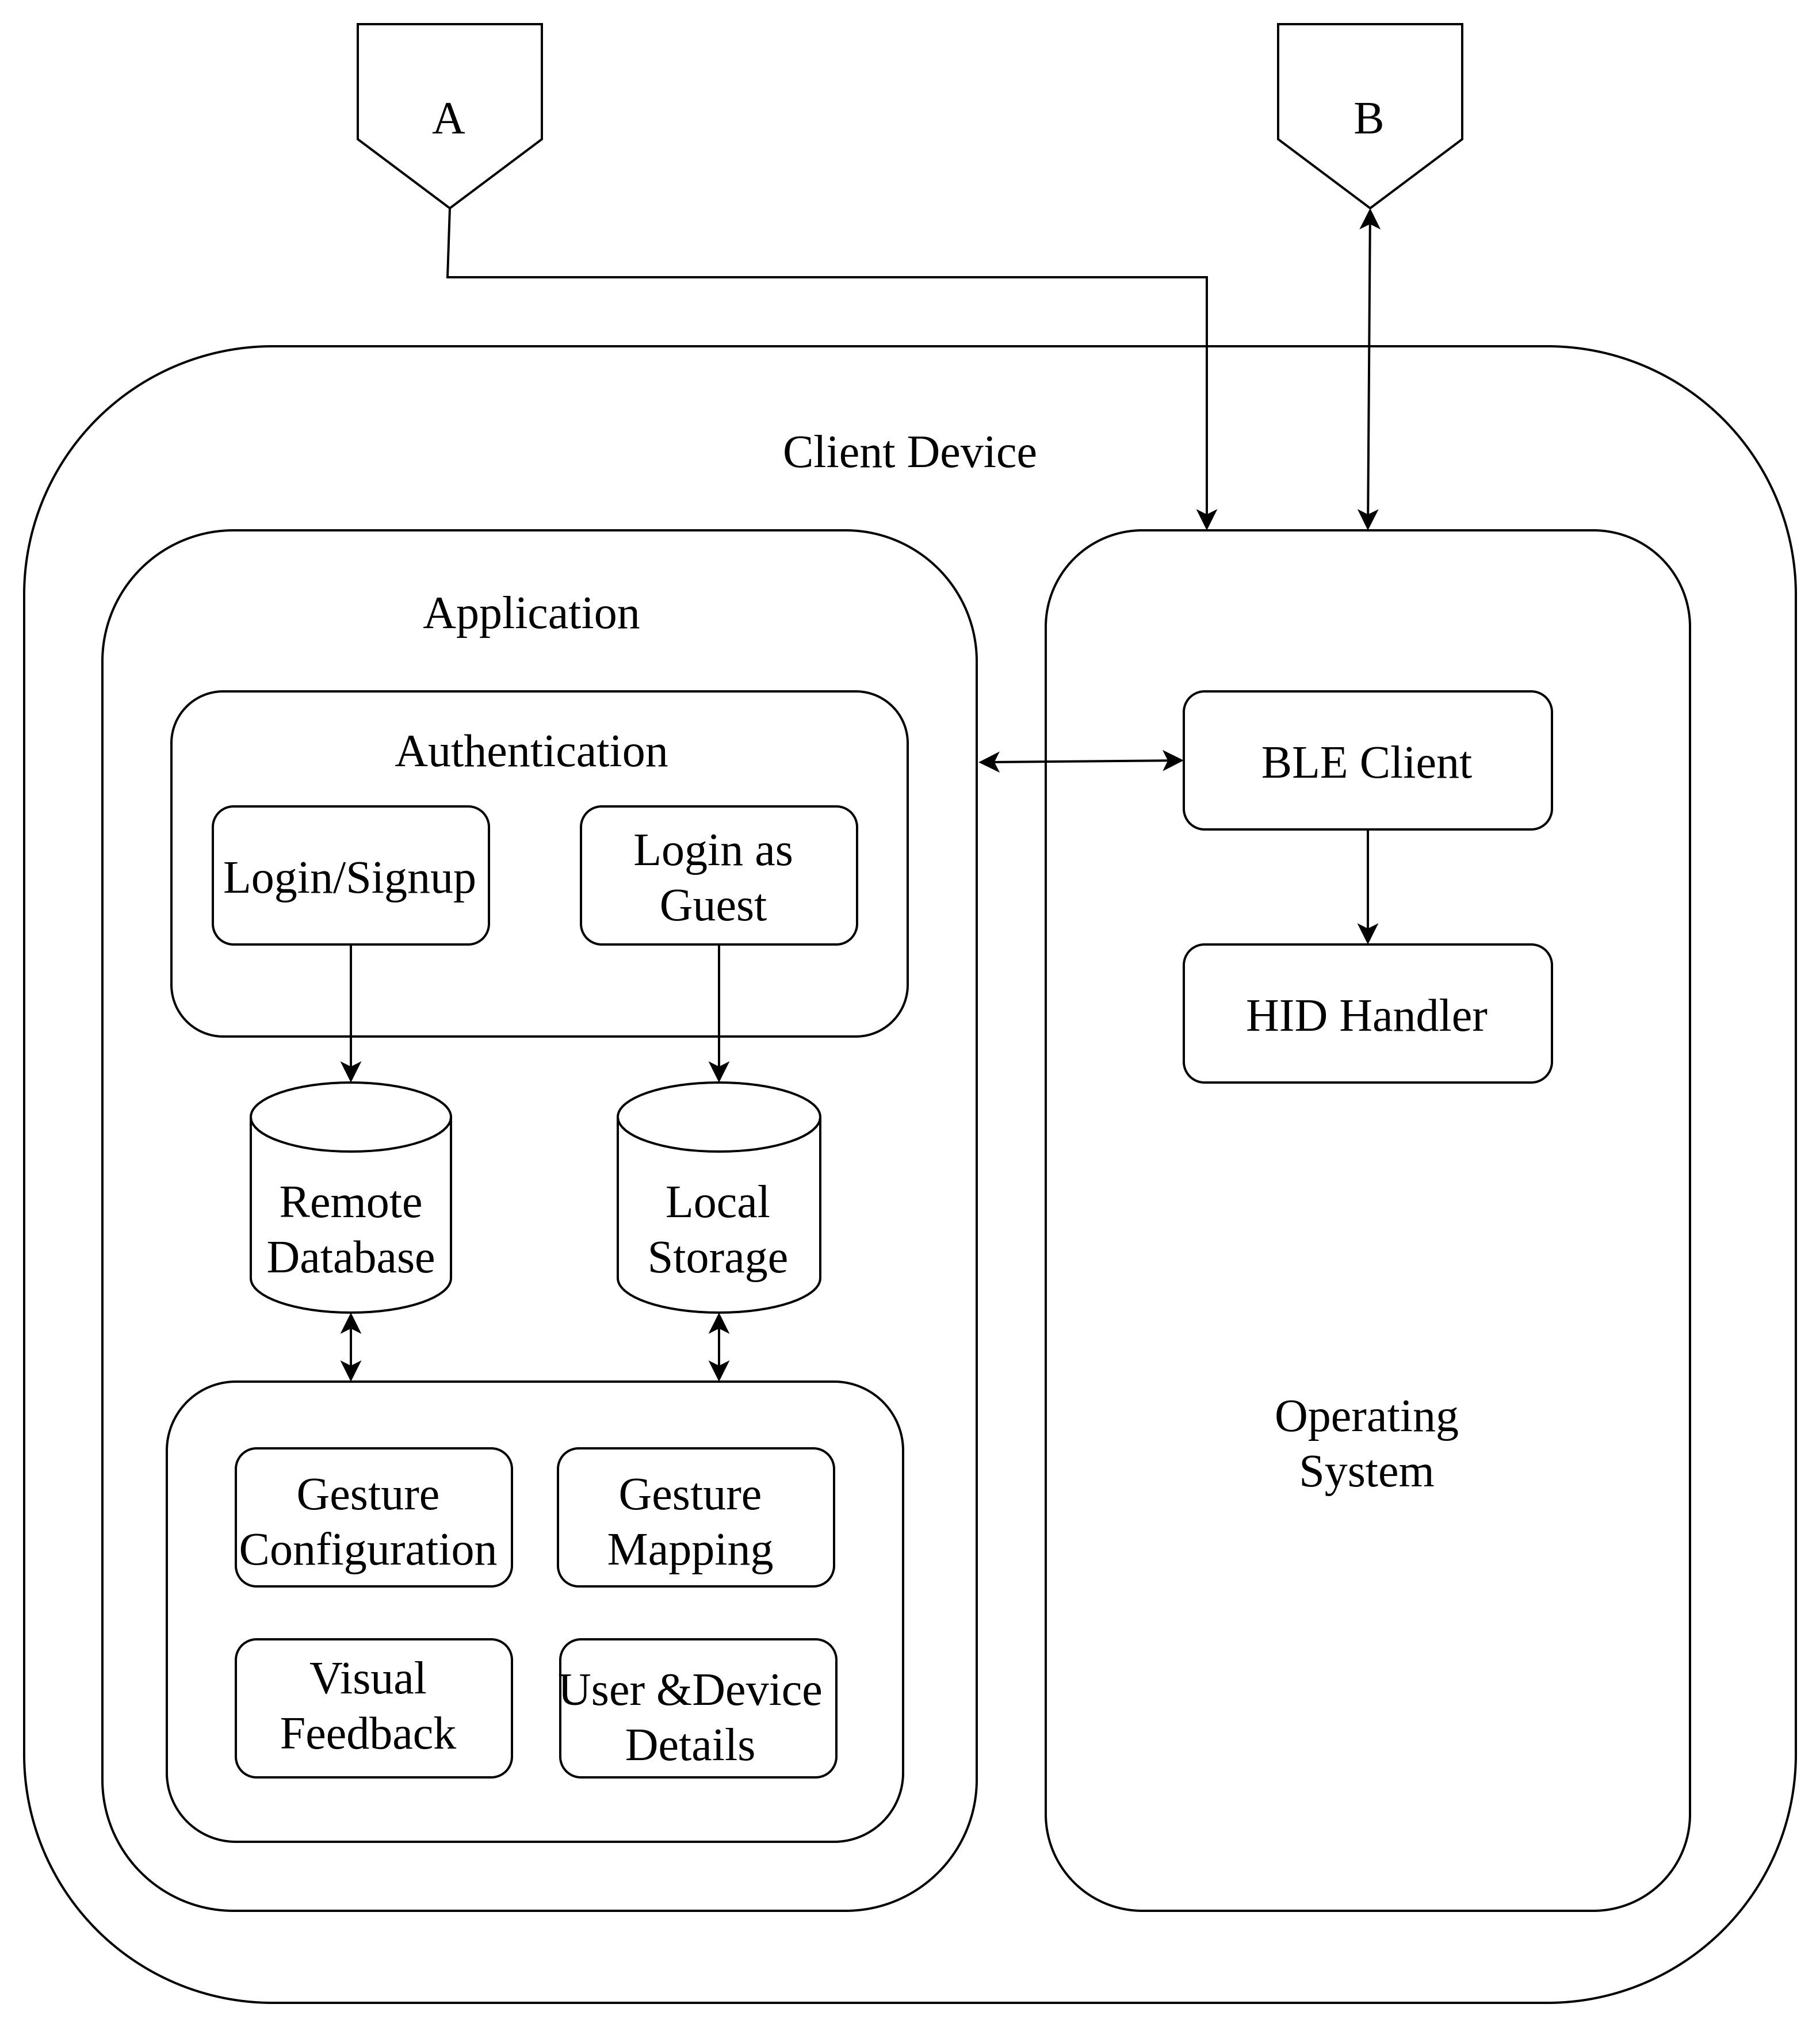 A
B
Client Device
Application
Authentication
Login/Signup
Login as
Guest
Remote
Database
Local
Storage
Gesture
Configuration
Gesture
Mapping
Visual
Feedback
User &Device
Details
BLE Client
HID Handler
Operating
System